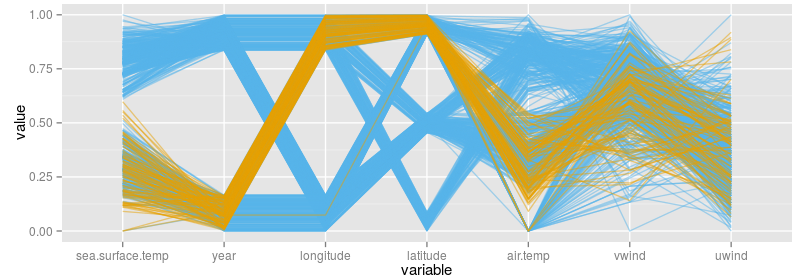 1.00
0.75
0.50
0.25
0.00
value
sea.surface.temp year longitude latitude air.temp vwind uwind
variable